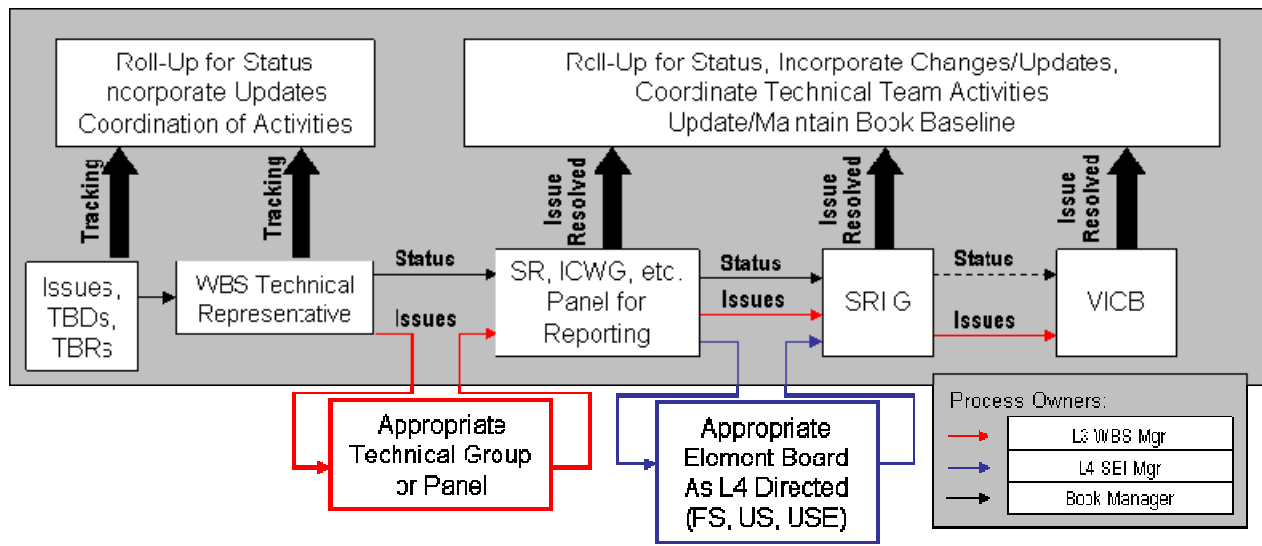 Roll-Up for Status
ncorporate Updates
Coordination of Activities
Roll-Up for Status, Incorporate Changes/Updates,
Coordinate Technical Team Activities
Update/Maintain Book Baseline
Tracking
Tracking
Issue
Resolved
Issue
Resolved
Issue
Resolved
Issues,
TBDs,
TBRs
WBS Technical
Representative
Status
Issues
SR, ICWG, etc.
Panel for
Reporting
Status
Issues
SRI G
Status
Issues
VICB
Appropriate
Technical Group
or Panel
Appropriate
Element Board
As L4 Directed
(FS, US, USE)
Process Owners:
L3 WBS Mgr
L4 SEI Mgr
Book Manager